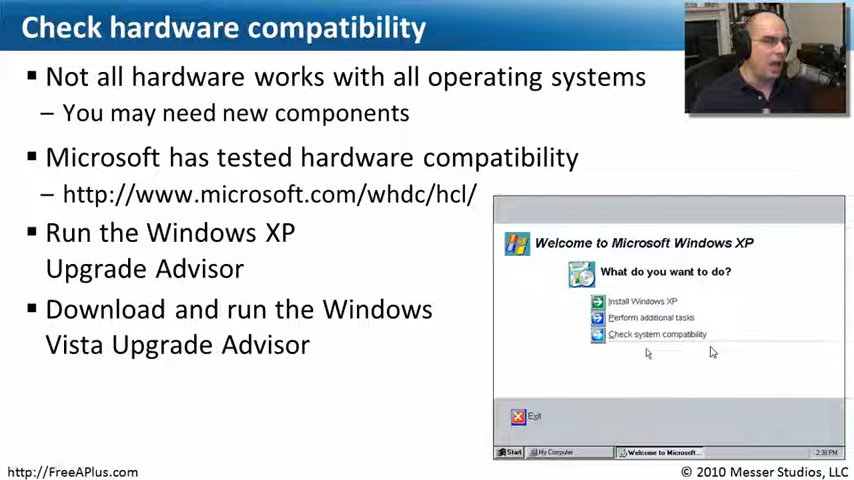 Check hardware compatibility
▪ Not all hardware works with all operating systems
– You may need new components
▪ Microsoft has tested hardware compatibility
– http://www.microsoft.com/whdc/hcl/
▪ Run the Windows XP
Upgrade Advisor
▪ Download and run the Windows
Vista Upgrade Advisor
Welcome to Microsoft Windows XP
What do you want to do?
Install Windows XP
Perform additional tasks
Check system compatibility
Exit
Start
My Computer
Welcome to Microsoft...
2:38 PM
http://FreeAPlus.com
© 2010 Messer Studios, LLC